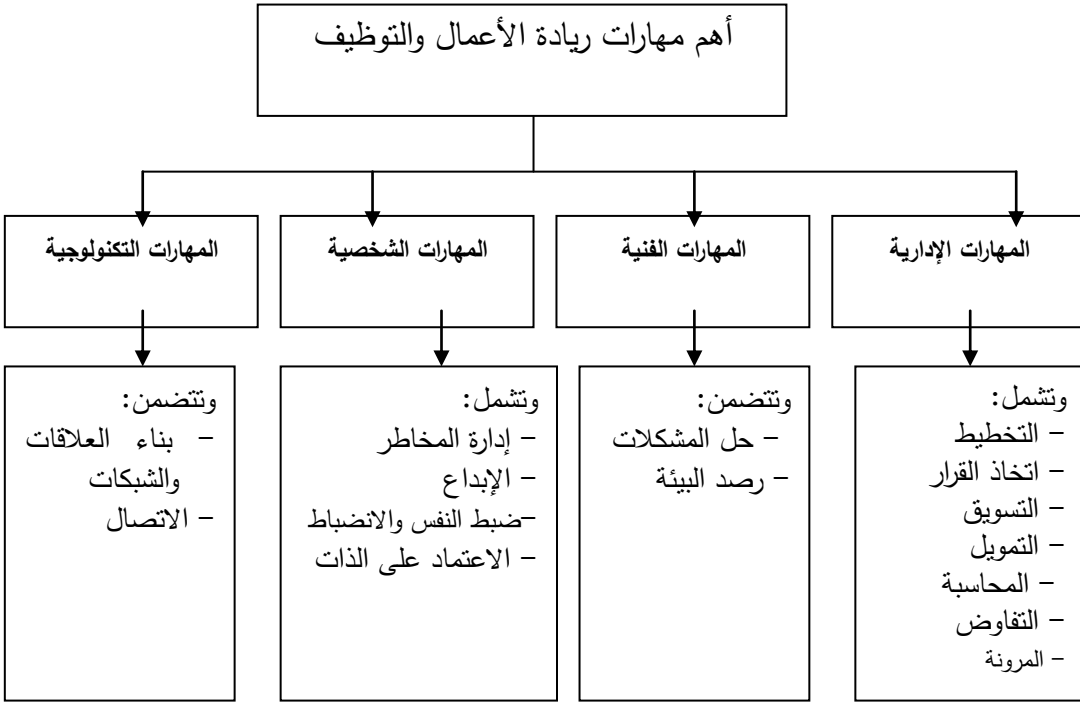 أهم مهارات ريادة الأعمال والتوظيف
المهارات الإدارية
المهارات الفنية
المهارات الشخصية
المهارات التكنولوجية
وتشمل:
– التخطيط
– اتخاذ القرار
– التسويق
– التمويل
– المحاسبة
– التفاوض
– المرونة
وتتضمن:
– حل المشكلات
– رصد البيئة
وتشمل:
– إدارة المخاطر
– الإبداع
–ضبط النفس والانضباط
– الاعتماد على الذات
وتتضمن:
– بناء العلاقات
والشبكات
– الاتصال